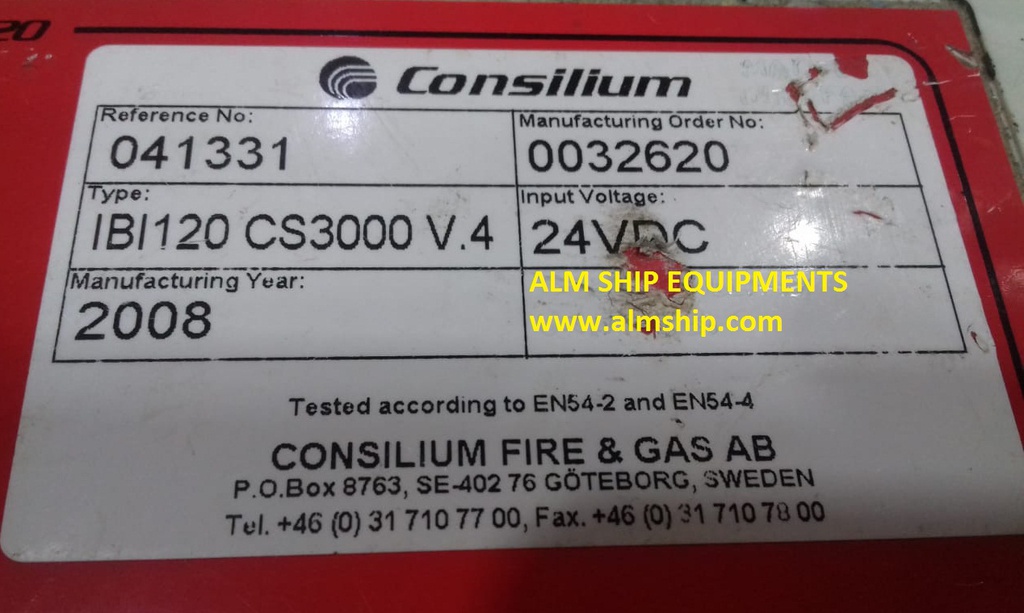 20
Consilium
Reference No:
041331
Manufacturing Order No:
0032620
Type:
IBI120 CS3000 V.4
Input Voltage:
24VDC
Manufacturing Year:
2008
ALM SHIP EQUIPMENTS
www.almship.com
Tested according to EN54-2 and EN54-4
CONSILIUM FIRE & GAS AB
P.O.Box 8763, SE-402 76 GÖTEBORG, SWEDEN
Tel. +46 (0) 31 710 77 00, Fax. +46 (0) 31 710 78 00